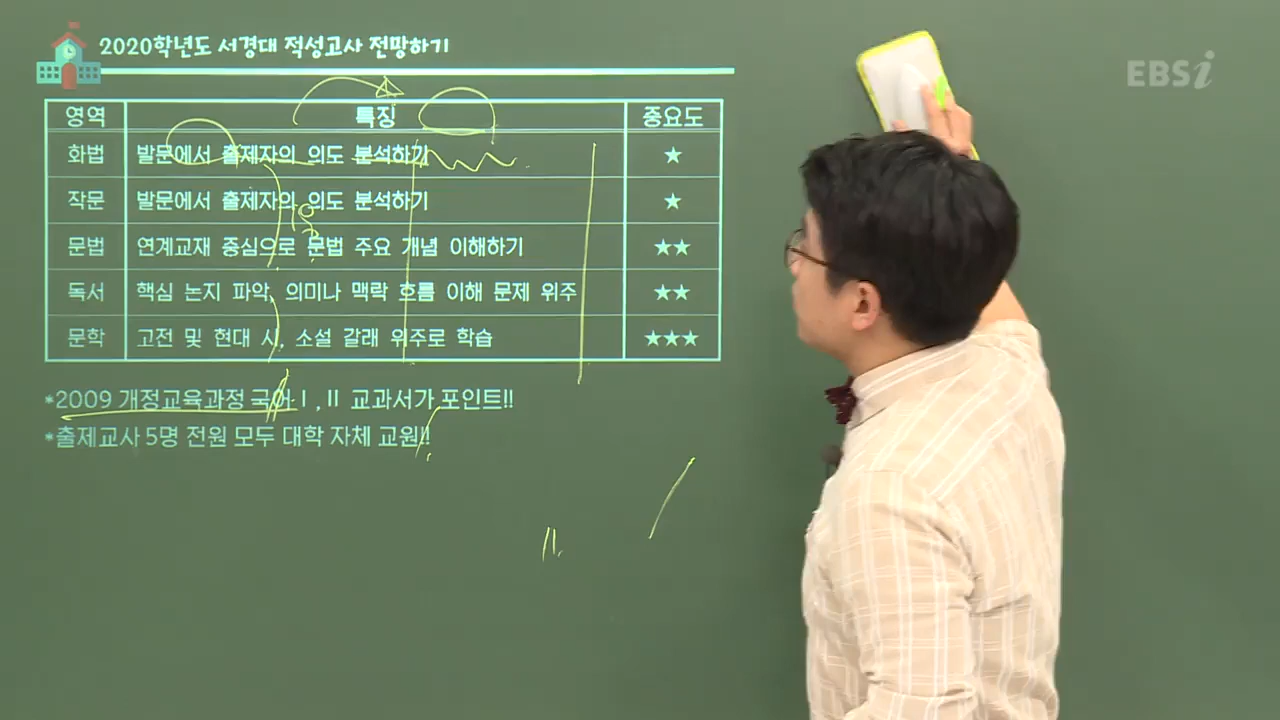 2020학년도 서경대 적성고사 전망하기
EBSi
영역 특징 중요도
화법 발문에서 출제자의 의도 분석하기 ★
작문 발문에서 출제자의 의도 분석하기 ★
문법 연계교재 중심으로 문법 주요 개념 이해하기 ★★
독서 핵심 논지 파악, 의미나 맥락 흐름 이해 문제 위주 ★★
문학 고전 및 현대 시, 소설 갈래 위주로 학습 ★★★
*2009 개정교육과정 국어 I, II 교과서가 포인트!!
*출제교사 5명 전원 모두 대학 자체 교원!!